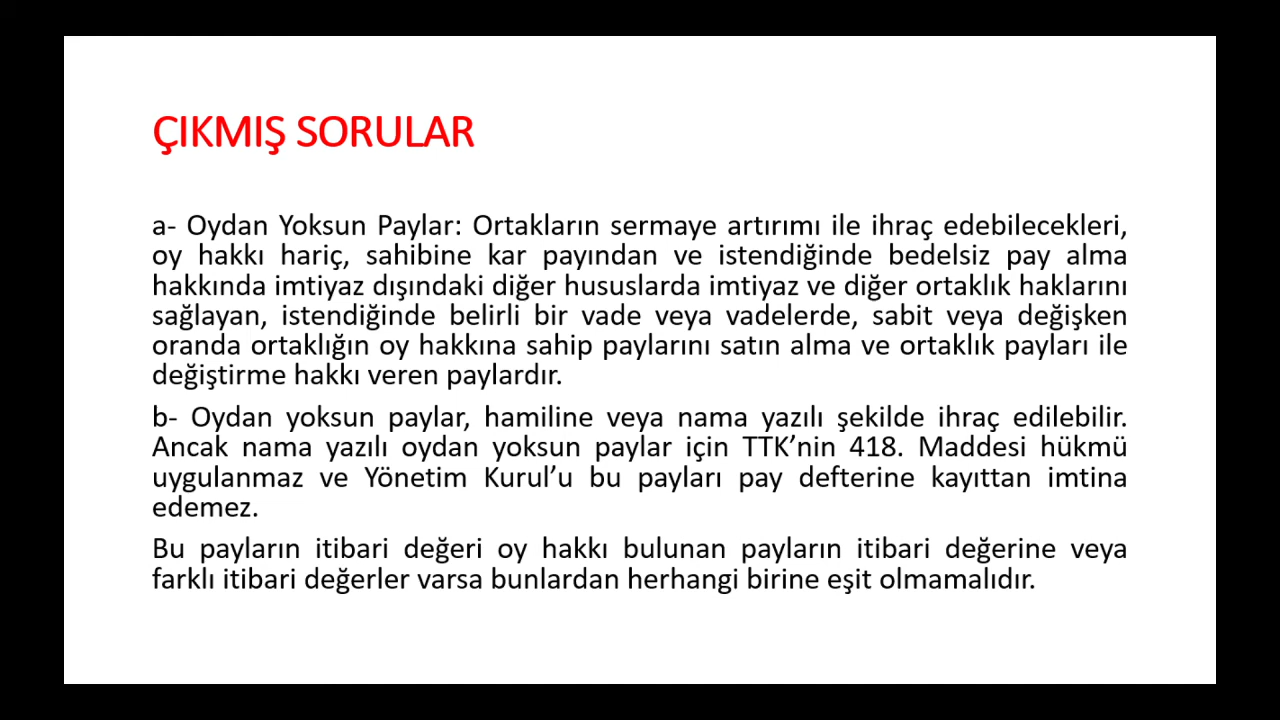 ÇIKMIŞ SORULAR
a- Oydan Yoksun Paylar: Ortakların sermaye artırımı ile ihraç edebilecekleri,
oy hakkı hariç, sahibine kar payından ve istendiğinde bedelsiz pay alma
hakkında imtiyaz dışındaki diğer hususlarda imtiyaz ve diğer ortaklık haklarını
sağlayan, istendiğinde belirli bir vade veya vadelerde, sabit veya değişken
oranda ortaklığın oy hakkına sahip paylarını satın alma ve ortaklık payları ile
değiştirme hakkı veren paylardır.
b- Oydan yoksun paylar, hamiline veya nama yazılı şekilde ihraç edilebilir.
Ancak nama yazılı oydan yoksun paylar için TTK’nin 418. Maddesi hükmü
uygulanmaz ve Yönetim Kurul’u bu payları pay defterine kayıttan imtina
edemez.
Bu payların itibari değeri oy hakkı bulunan payların itibari değerine veya
farklı itibari değerler varsa bunlardan herhangi birine eşit olmamalıdır.